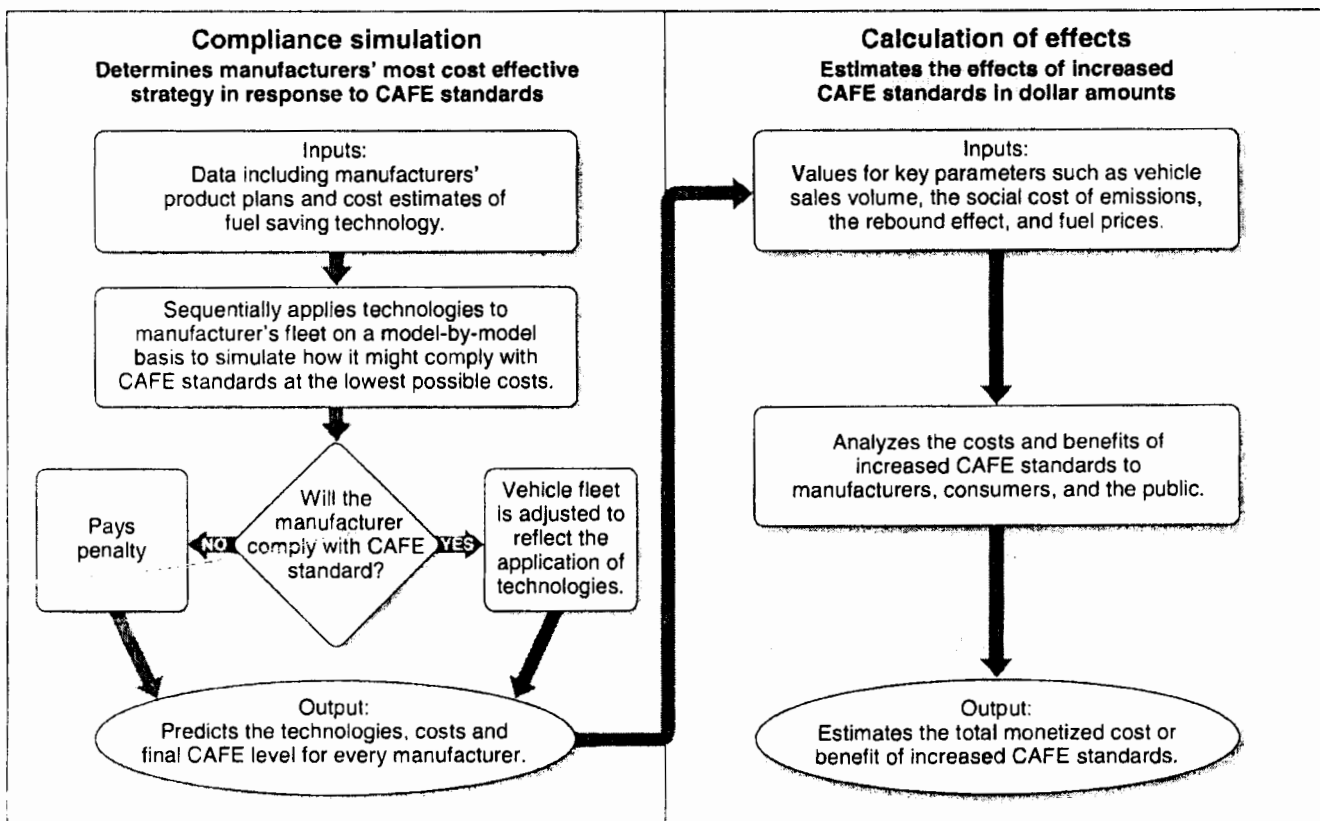 Compliance simulation
Determines manufacturers' most cost effective
strategy in response to CAFE standards
Inputs:
Data including manufacturers'
product plans and cost estimates of
fuel saving technology.
Sequentially applies technologies to
manufacturer's fleet on a model-by-model
basis to simulate how it might comply with
CAFE standards at the lowest possible costs.
Will the
manufacturer
comply with CAFE
standard?
NO
YES
Pays
penalty
Vehicle fleet
is adjusted to
reflect the
application of
technologies.
Output:
Predicts the technologies, costs and
final CAFE level for every manufacturer.
Calculation of effects
Estimates the effects of increased
CAFE standards in dollar amounts
Inputs:
Values for key parameters such as vehicle
sales volume, the social cost of emissions,
the rebound effect, and fuel prices.
Analyzes the costs and benefits of
increased CAFE standards to
manufacturers, consumers, and the public.
Output:
Estimates the total monetized cost or
benefit of increased CAFE standards.